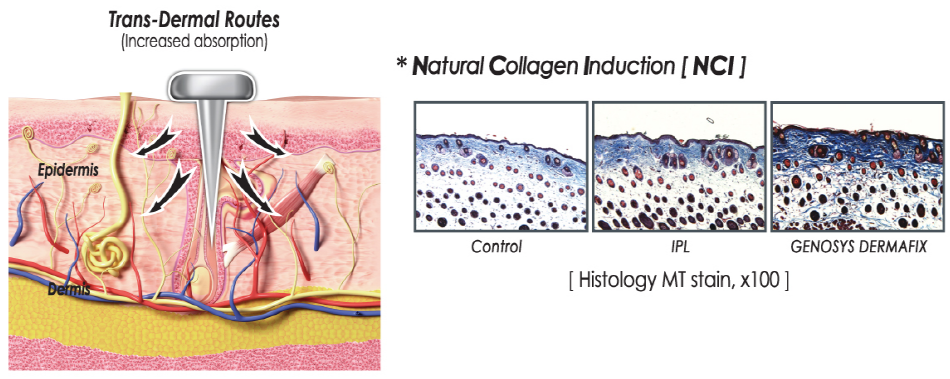 Trans-Dermal Routes
(Increased absorption)
Epidermis
Dermis
* Natural Collagen Induction [ NCI ]
Control
IPL
GENOSYS DERMAFIX
[ Histology MT stain, x100 ]